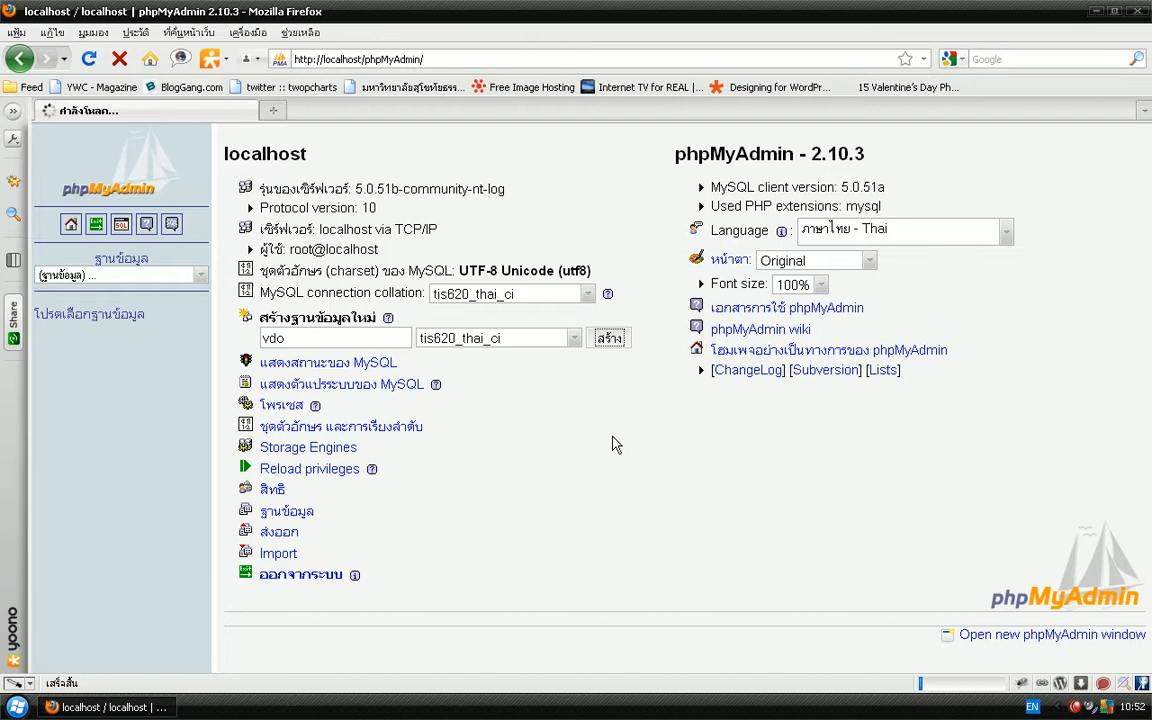 localhost / localhost | phpMyAdmin 2.10.3 - Mozilla Firefox
แฟ้ม แก้ไข มุมมอง ประวัติ ที่คั่นหน้าเว็บ เครื่องมือ ช่วยเหลือ
http://localhost/phpMyAdmin/
Google
Feed YWC - Magazine BlogGang.com twitter :: twopcharts มหาวิทยาลัยสุโขทัยธรร... Free Image Hosting Internet TV for REAL |... Designing for WordPr... 15 Valentine's Day Ph...
กำลังโหลด...
phpMyAdmin
ฐานข้อมูล
(ฐานข้อมูล) ...
โปรดเลือกฐานข้อมูล
Share
yoono
localhost
รุ่นของเซิร์ฟเวอร์: 5.0.51b-community-nt-log
Protocol version: 10
เซิร์ฟเวอร์: localhost via TCP/IP
ผู้ใช้: root@localhost
ชุดตัวอักษร (charset) ของ MySQL: UTF-8 Unicode (utf8)
MySQL connection collation: tis620_thai_ci
สร้างฐานข้อมูลใหม่
vdo tis620_thai_ci สร้าง
แสดงสถานะของ MySQL
แสดงตัวแปรระบบของ MySQL
โพรเซส
ชุดตัวอักษร และการเรียงลำดับ
Storage Engines
Reload privileges
สิทธิ
ฐานข้อมูล
ส่งออก
Import
ออกจากระบบ
phpMyAdmin - 2.10.3
MySQL client version: 5.0.51a
Used PHP extensions: mysql
Language : ภาษาไทย - Thai
หน้าตา: Original
Font size: 100%
เอกสารการใช้ phpMyAdmin
phpMyAdmin wiki
โฮมเพจอย่างเป็นทางการของ phpMyAdmin
[ChangeLog] [Subversion] [Lists]
phpMyAdmin
Open new phpMyAdmin window
เสร็จสิ้น
localhost / localhost | ...
EN
10:52